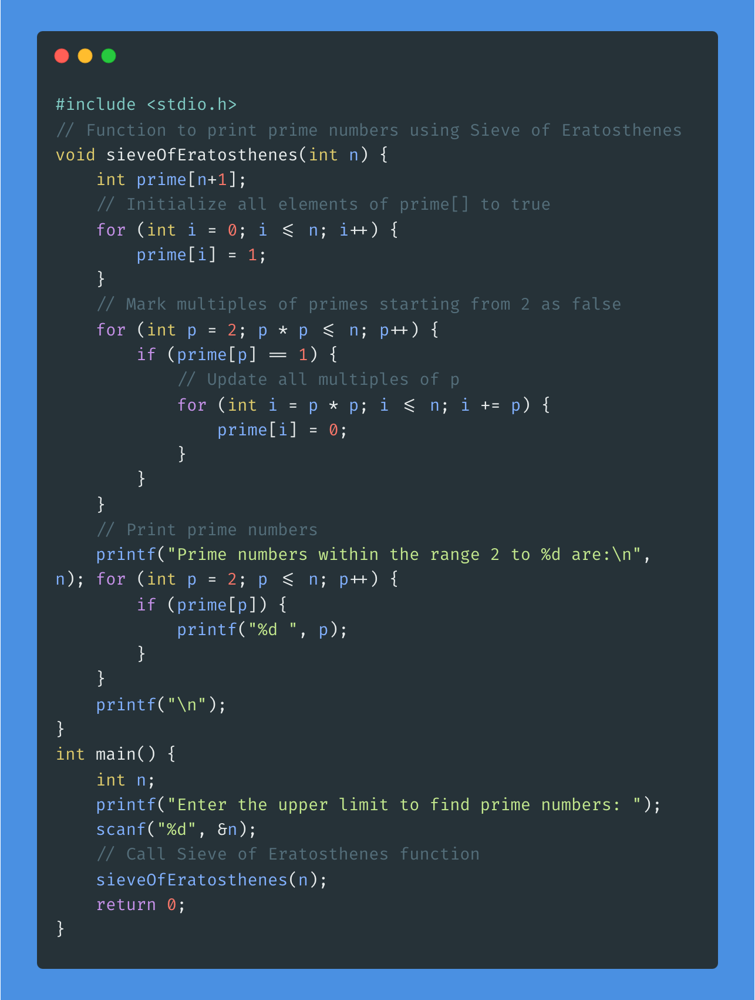 #include <stdio.h>
// Function to print prime numbers using Sieve of Eratosthenes
void sieveOfEratosthenes(int n) {
    int prime[n+1];
    // Initialize all elements of prime[] to true
    for (int i = 0; i <= n; i++) {
        prime[i] = 1;
    }
    // Mark multiples of primes starting from 2 as false
    for (int p = 2; p * p <= n; p++) {
        if (prime[p] == 1) {
            // Update all multiples of p
            for (int i = p * p; i <= n; i += p) {
                prime[i] = 0;
            }
        }
    }
    // Print prime numbers
    printf("Prime numbers within the range 2 to %d are:\n",
n); for (int p = 2; p <= n; p++) {
        if (prime[p]) {
            printf("%d ", p);
        }
    }
    printf("\n");
}
int main() {
    int n;
    printf("Enter the upper limit to find prime numbers: ");
    scanf("%d", &n);
    // Call Sieve of Eratosthenes function
    sieveOfEratosthenes(n);
    return 0;
}